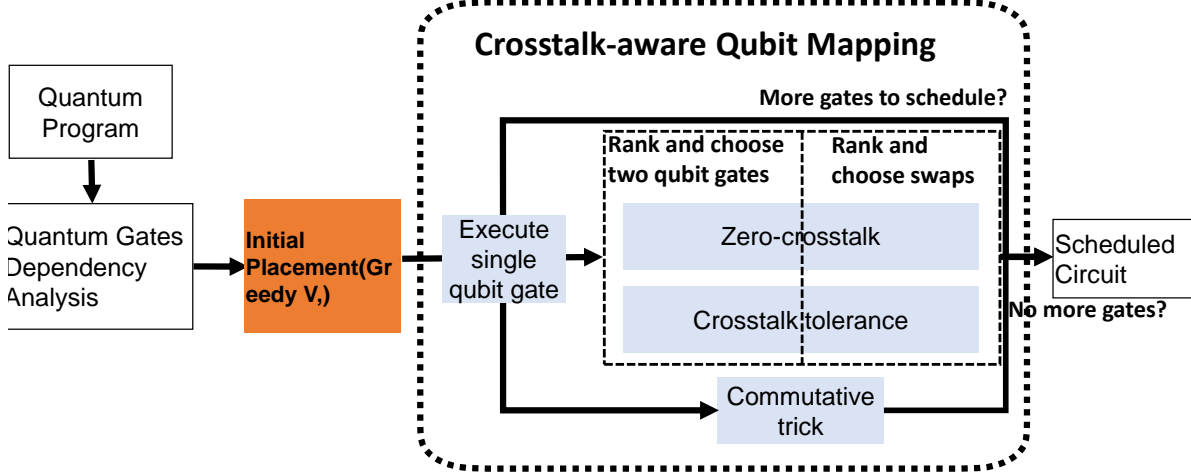 Crosstalk-aware Qubit Mapping
Quantum
Program
More gates to schedule?
Rank and choose
two qubit gates
Rank and
choose swaps
Quantum Gates
Dependency
Analysis
Initial
Placement(Gr
eedy V,)
Execute
single
qubit gate
Zero-crosstalk
Crosstalk tolerance
Scheduled
Circuit
No more gates?
Commutative
trick